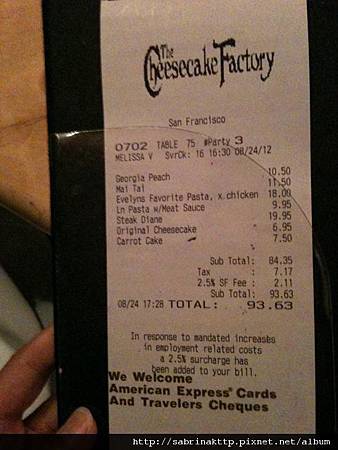 The
Cheesecake Factory
San Francisco
0702 TABLE 75 #Party 3
MELISSA V SvrCk: 16 16:30 08/24/12
Georgia Peach 10.50
Mai Tai 11.50
Evelyns Favorite Pasta, x.chicken 18.00
Ln Pasta w/Meat Sauce 9.95
Steak Diane 19.95
Original Cheesecake 6.95
Carrot Cake 7.50
Sub Total: 84.35
Tax : 7.17
2.5% SF Fee : 2.11
Sub Total: 93.63
08/24 17:28 TOTAL: 93.63
In response to mandated increases
in employment related costs
a 2.5% surcharge has
been added to your bill.
We Welcome
American Express® Cards
And Travelers Cheques
http://sabrinakttp.pixnet.net/album